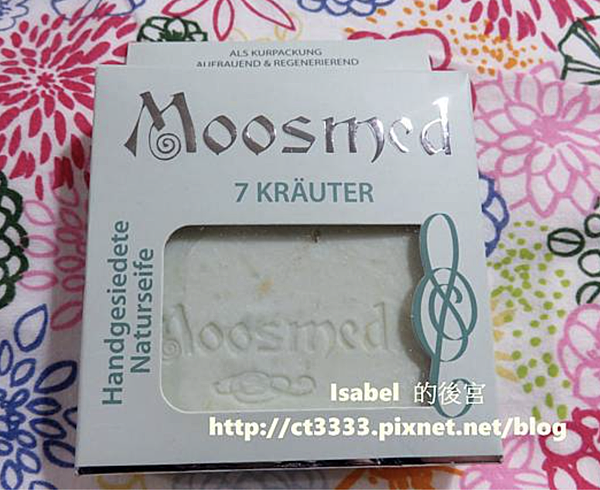 ALS KURPACKUNG
AUFBAUEND & REGENERIEREND
Moosmed
7 KRÄUTER
Handgesiedete
Naturseife
Moosmed
Isabel 的後宮
http://ct3333.pixnet.net/blog